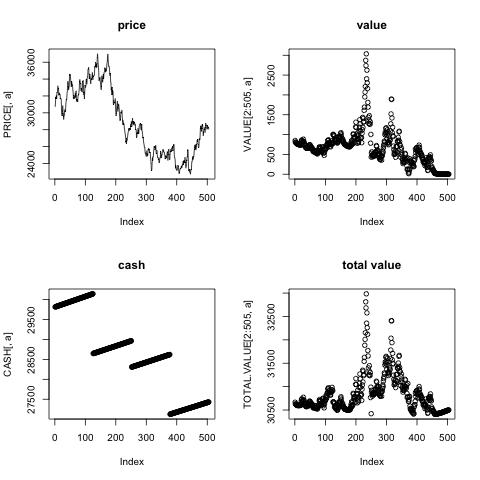 price
PRICE[, a]
24000 30000 36000
0 100 200 300 400 500
Index
value
VALUE[2:505, a]
0 500 1500 2500
0 100 200 300 400 500
Index
cash
CASH[, a]
27500 28500 29500
0 100 200 300 400 500
Index
total value
TOTAL.VALUE[2:505, a]
30500 31500 32500
0 100 200 300 400 500
Index